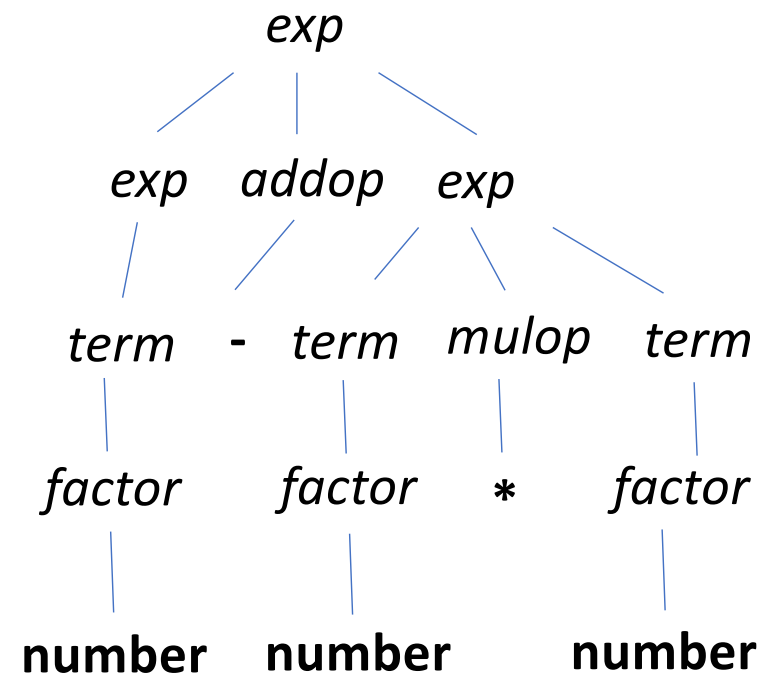 exp
exp addop exp
term - term mulop term
factor factor * factor
number number number